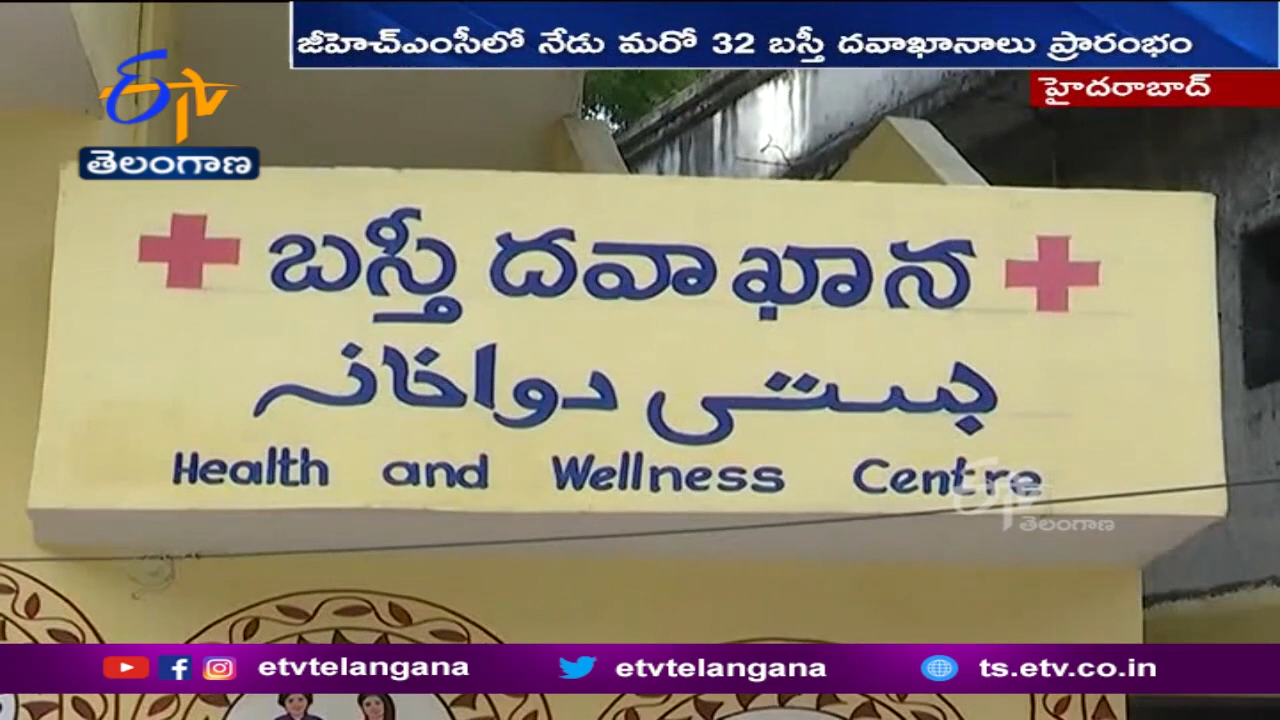 జీహెచ్ఎంసీలో నేడు మరో 32 బస్తీ దవాఖానాలు ప్రారంభం
హైదరాబాద్
ETV
తెలంగాణ
బస్తీ దవాఖాన
بستی دواخانہ
Health and Wellness Centre
తెలంగాణ
etvtelangana
etvtelangana
ts.etv.co.in